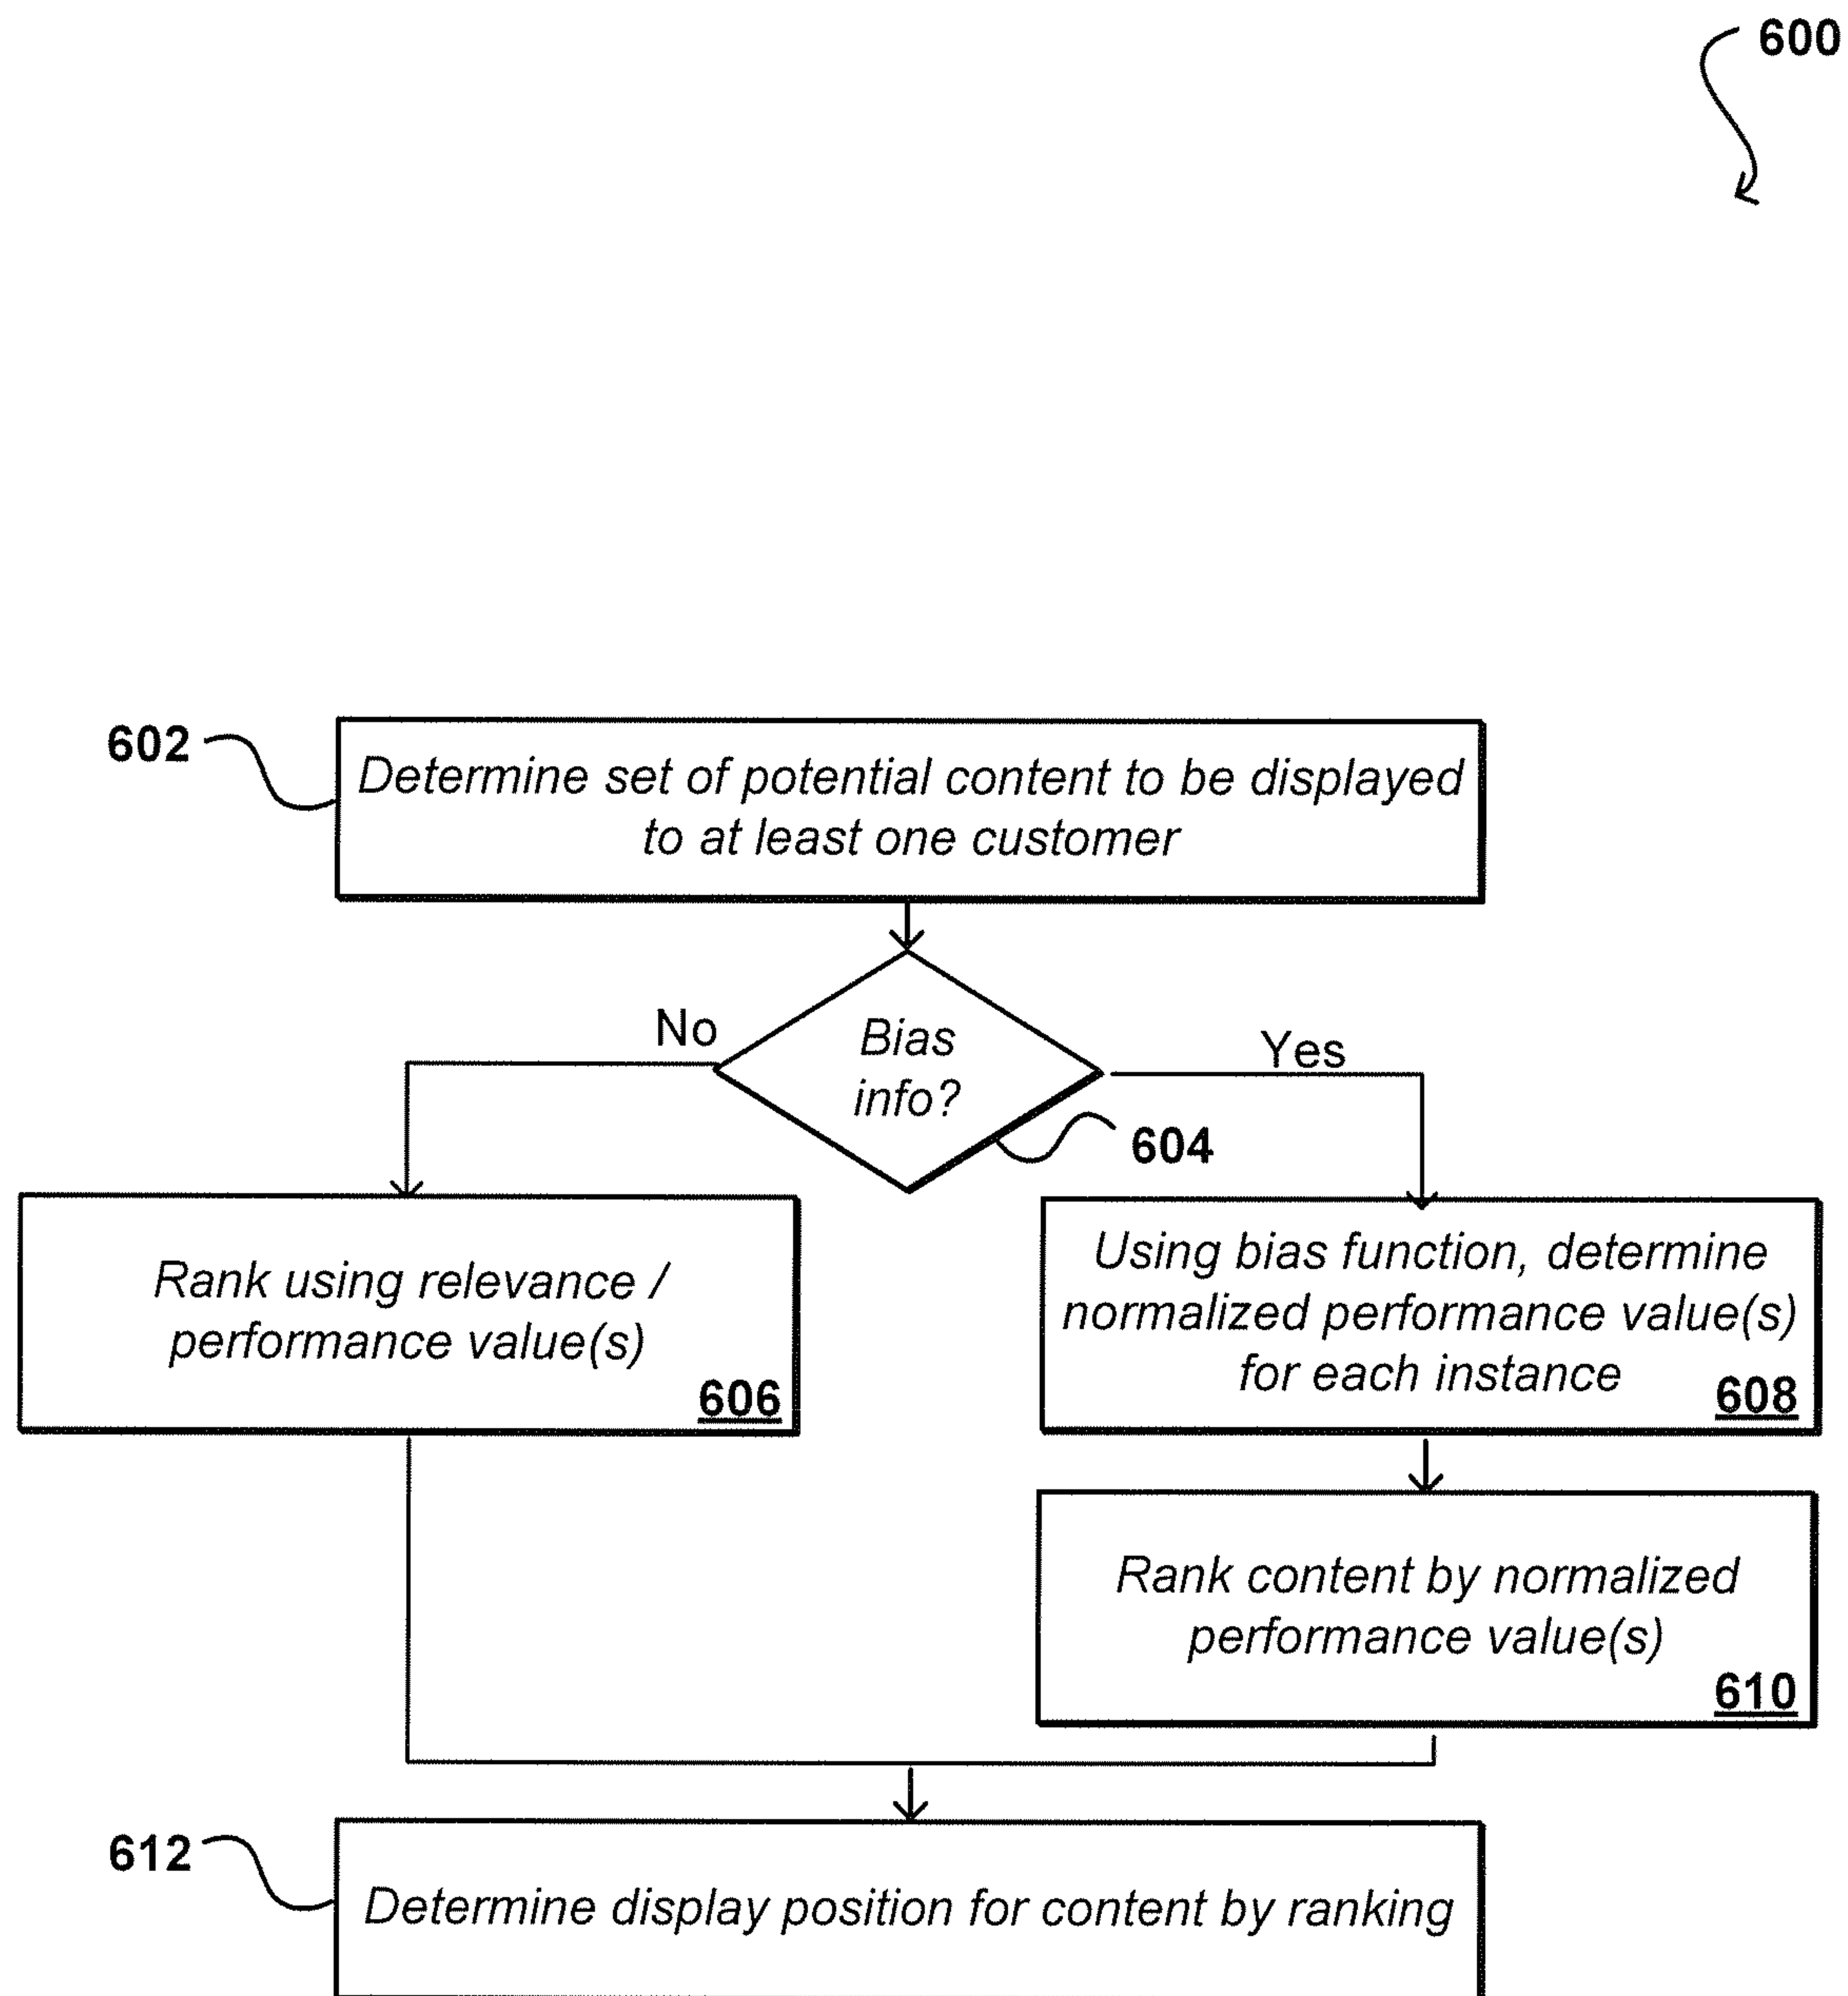 600
602
Determine set of potential content to be displayed
to at least one customer
No
Bias
info?
Yes
604
Rank using relevance /
performance value(s)
606
Using bias function, determine
normalized performance value(s)
for each instance
608
Rank content by normalized
performance value(s)
610
612
Determine display position for content by ranking